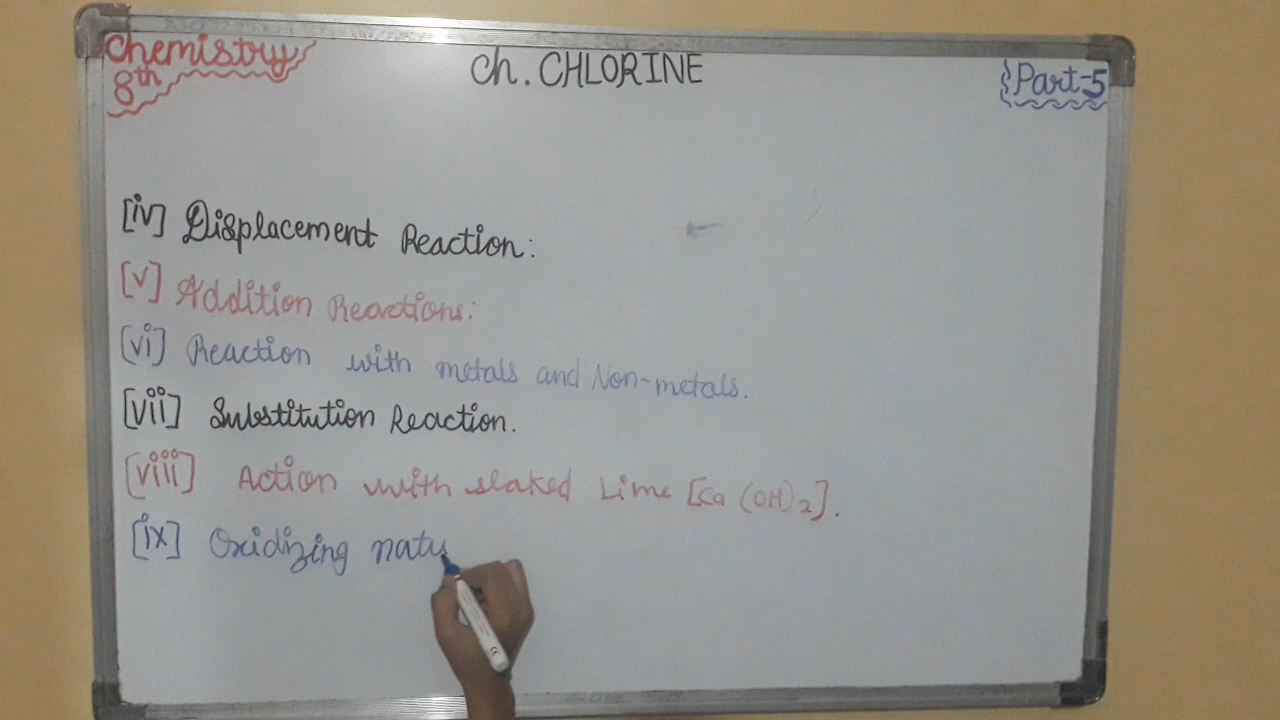 Chemistry
8th
Ch. CHLORINE
Part-5
[iv] Displacement Reaction:
[v] Addition Reactions:
[vi] Reaction with metals and Non-metals.
[vii] Substitution Reaction.
[viii] Action with slaked Lime [Ca (OH)2].
[ix] Oxidizing natu